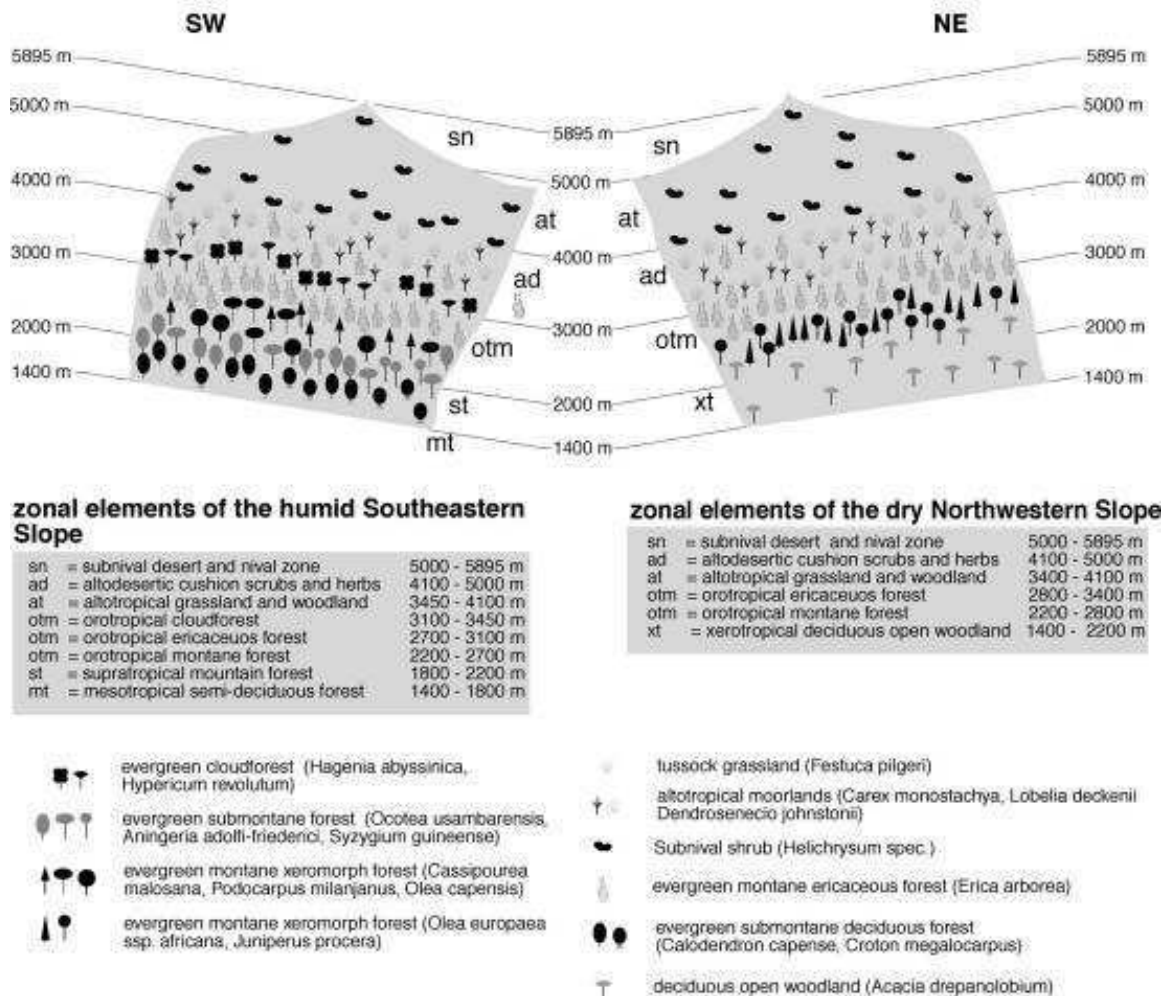 SW
NE
5895 m
5000 m
4000 m
3000 m
2000 m
1400 m
sn
at
ad
otm
st
mt
5895 m
5000 m
4000 m
3000 m
2000 m
1400 m
sn
at
ad
otm
xt
5895 m
5000 m
4000 m
3000 m
2000 m
1400 m
zonal elements of the humid Southeastern
Slope
sn = subnival desert and nival zone 5000 - 5895 m
ad = altodesertic cushion scrubs and herbs 4100 - 5000 m
at = altotropical grassland and woodland 3450 - 4100 m
otm = orotropical cloudforest 3100 - 3450 m
otm = orotropical ericaceuos forest 2700 - 3100 m
otm = orotropical montane forest 2200 - 2700 m
st = supratropical mountain forest 1800 - 2200 m
mt = mesotropical semi-deciduous forest 1400 - 1800 m
zonal elements of the dry Northwestern Slope
sn = subnival desert and nival zone 5000 - 5895 m
ad = altodesertic cushion scrubs and herbs 4100 - 5000 m
at = altotropical grassland and woodland 3400 - 4100 m
otm = orotropical ericaceuos forest 2800 - 3400 m
otm = orotropical montane forest 2200 - 2800 m
xt = xerotropical deciduous open woodland 1400 - 2200 m
evergreen cloudforest (Hagenia abyssinica,
Hypericum revolutum)
evergreen submontane forest (Ocotea usambarensis,
Aningeria adolfi-friederici, Syzygium guineense)
evergreen montane xeromorph forest (Cassipourea
malosana, Podocarpus milanjanus, Olea capensis)
evergreen montane xeromorph forest (Olea europaea
ssp. africana, Juniperus procera)
tussock grassland (Festuca pilgeri)
altotropical moorlands (Carex monostachya, Lobelia deckenii
Dendrosenecio johnstonii)
Subnival shrub (Helichrysum spec.)
evergreen montane ericaceous forest (Erica arborea)
evergreen submontane deciduous forest
(Calodendron capense, Croton megalocarpus)
deciduous open woodland (Acacia drepanolobium)